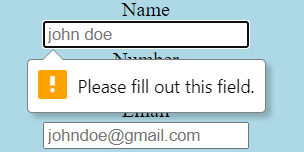 Name
john doe
Number
Please fill out this field.
Email
johndoe@gmail.com